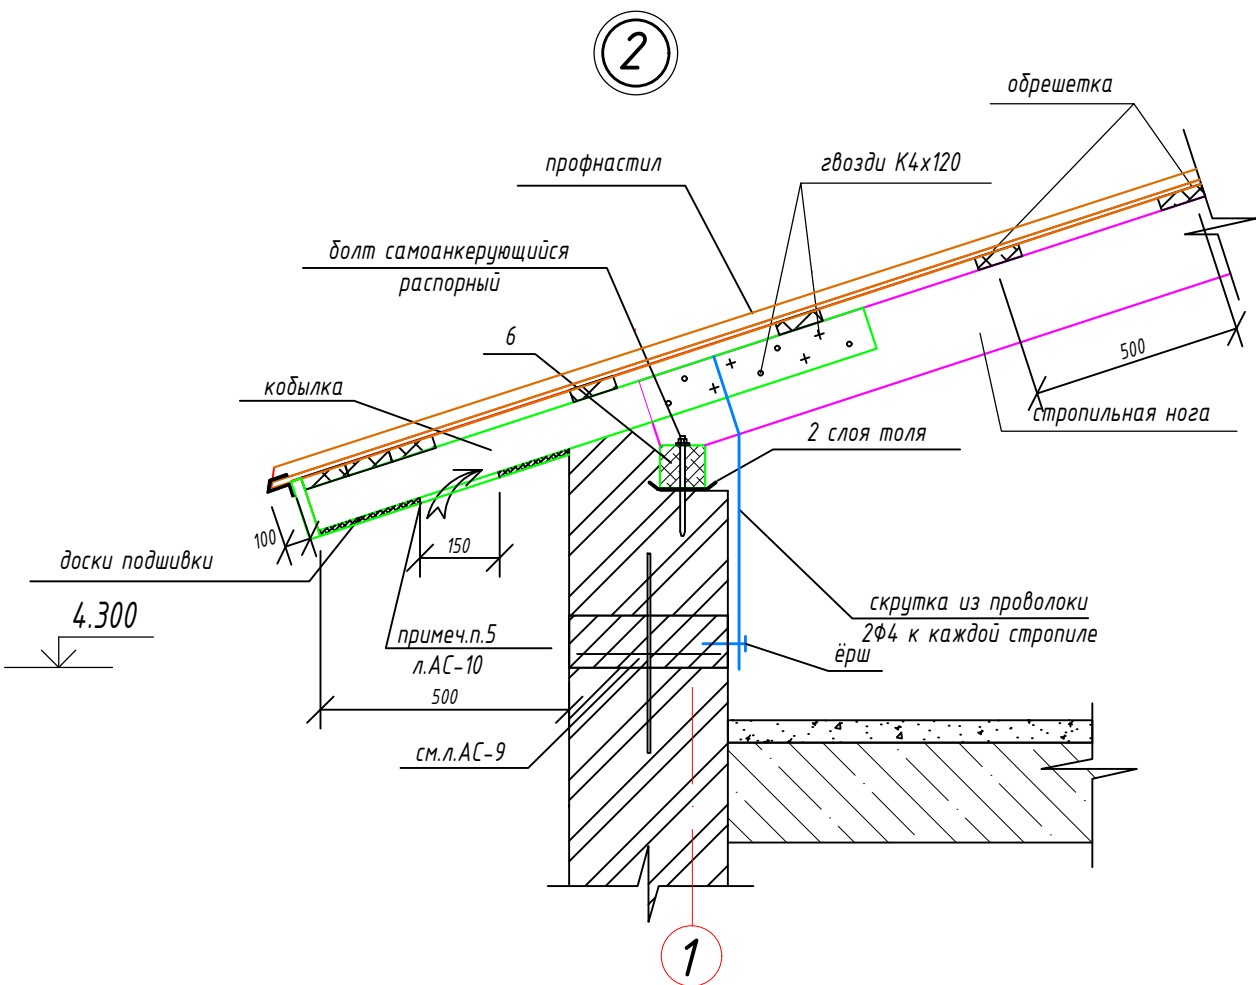 2
обрешетка
профнастил
гвозди К4х120
болт самоанкерующийся
распорный
6
500
кобылка
стропильная нога
2 слоя толя
100
150
доски подшивки
4.300
скрутка из проволоки
2Ф4 к каждой стропиле
примеч.п.5
л.АС-10
ёрш
500
см.л.АС-9
1